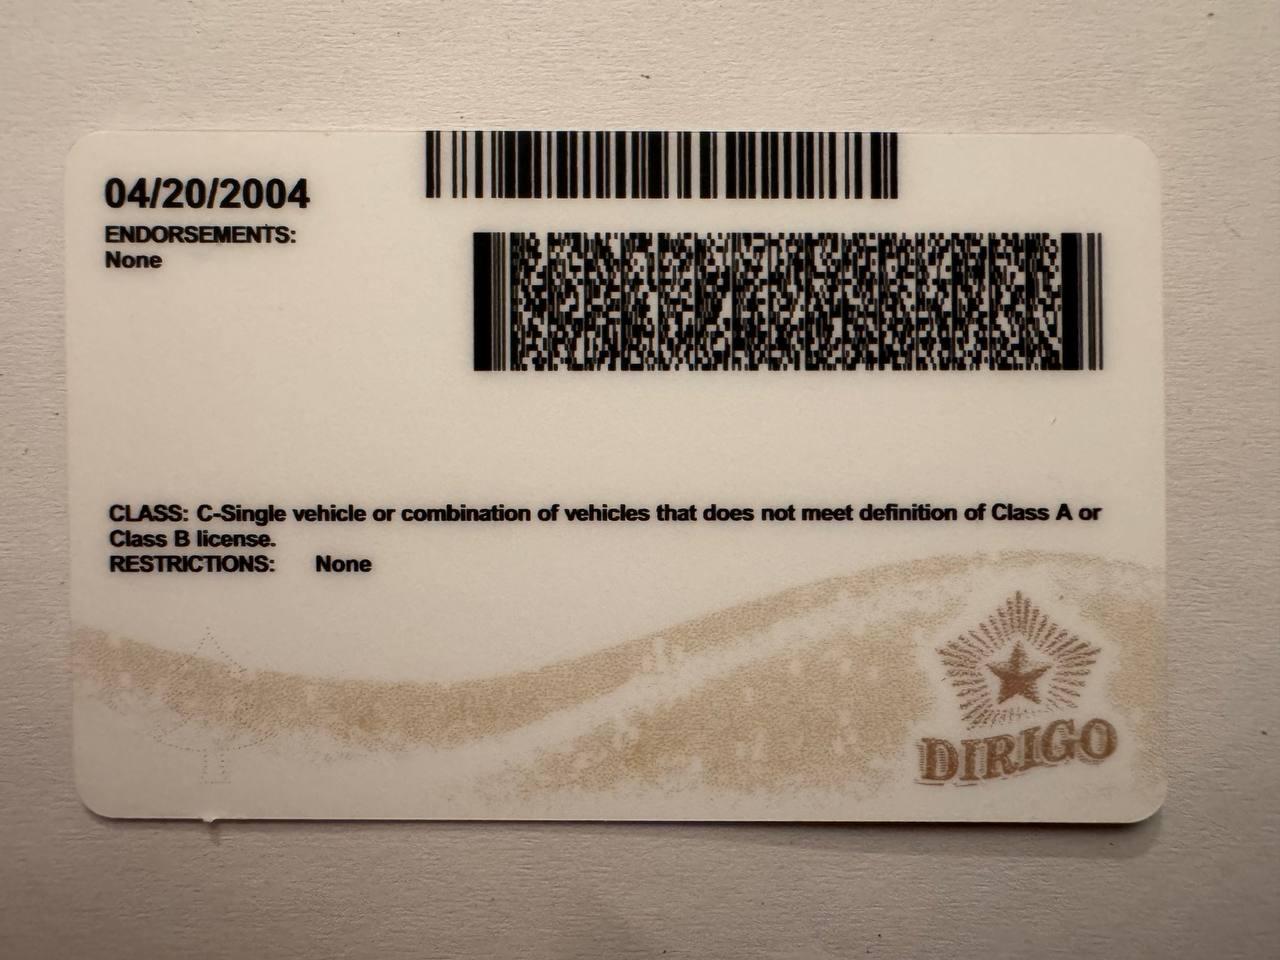 04/20/2004
ENDORSEMENTS:
None
CLASS: C-Single vehicle or combination of vehicles that does not meet definition of Class A or
Class B license.
RESTRICTIONS: None
DIRIGO